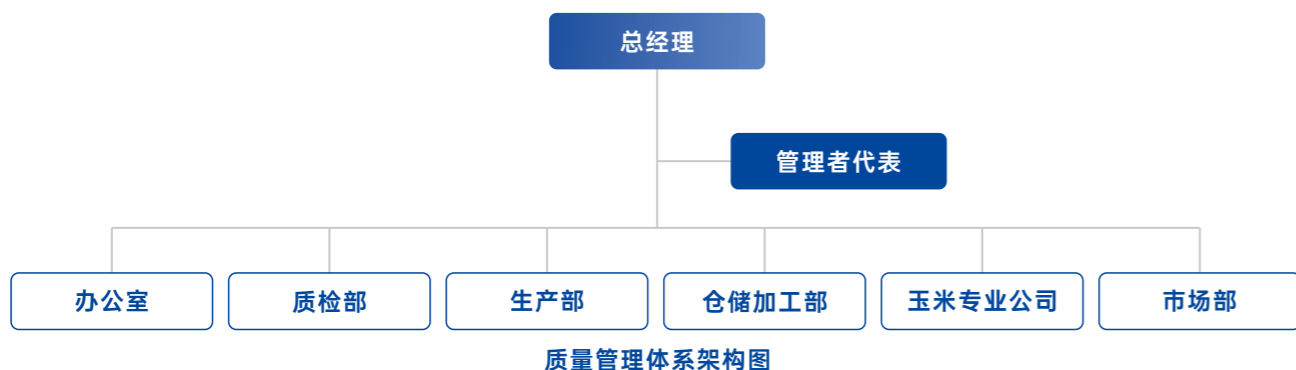 总经理
管理者代表
办公室
质检部
生产部
仓储加工部
玉米专业公司
市场部
质量管理体系架构图